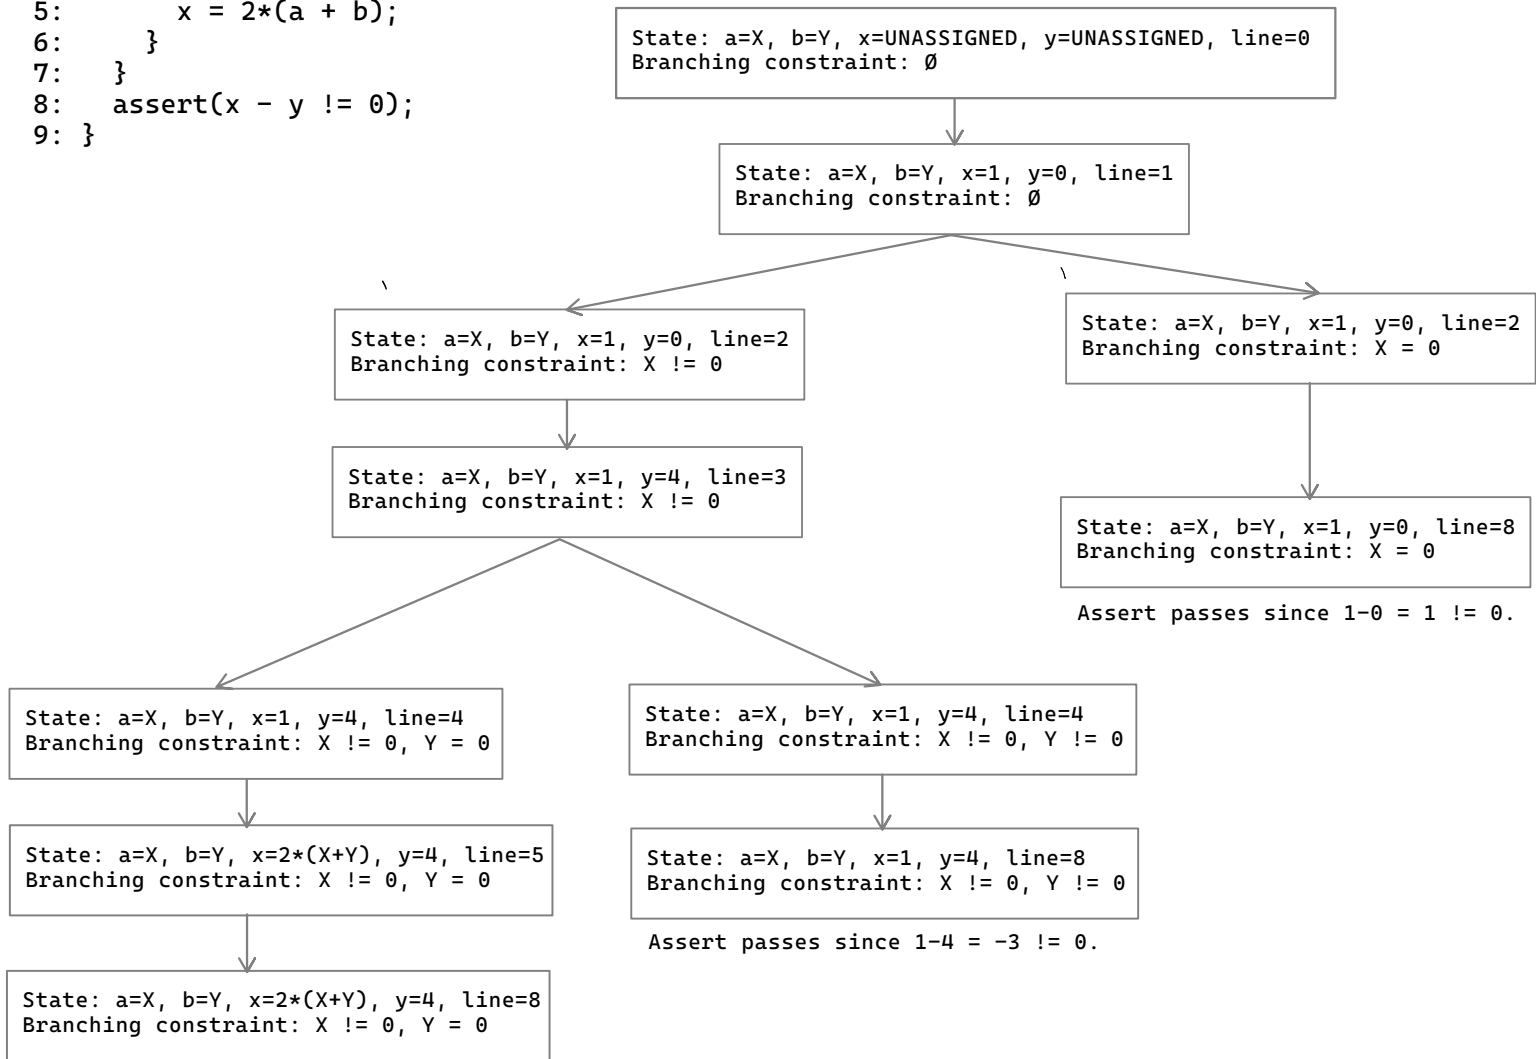 5:       x = 2*(a + b);
6:     }
7:   }
8:   assert(x - y != 0);
9: }
State: a=X, b=Y, x=UNASSIGNED, y=UNASSIGNED, line=0
Branching constraint: Ø
State: a=X, b=Y, x=1, y=0, line=1
Branching constraint: Ø
State: a=X, b=Y, x=1, y=0, line=2
Branching constraint: X != 0
State: a=X, b=Y, x=1, y=0, line=2
Branching constraint: X = 0
State: a=X, b=Y, x=1, y=4, line=3
Branching constraint: X != 0
State: a=X, b=Y, x=1, y=0, line=8
Branching constraint: X = 0
Assert passes since 1-0 = 1 != 0.
State: a=X, b=Y, x=1, y=4, line=4
Branching constraint: X != 0, Y = 0
State: a=X, b=Y, x=1, y=4, line=4
Branching constraint: X != 0, Y != 0
State: a=X, b=Y, x=2*(X+Y), y=4, line=5
Branching constraint: X != 0, Y = 0
State: a=X, b=Y, x=1, y=4, line=8
Branching constraint: X != 0, Y != 0
Assert passes since 1-4 = -3 != 0.
State: a=X, b=Y, x=2*(X+Y), y=4, line=8
Branching constraint: X != 0, Y = 0